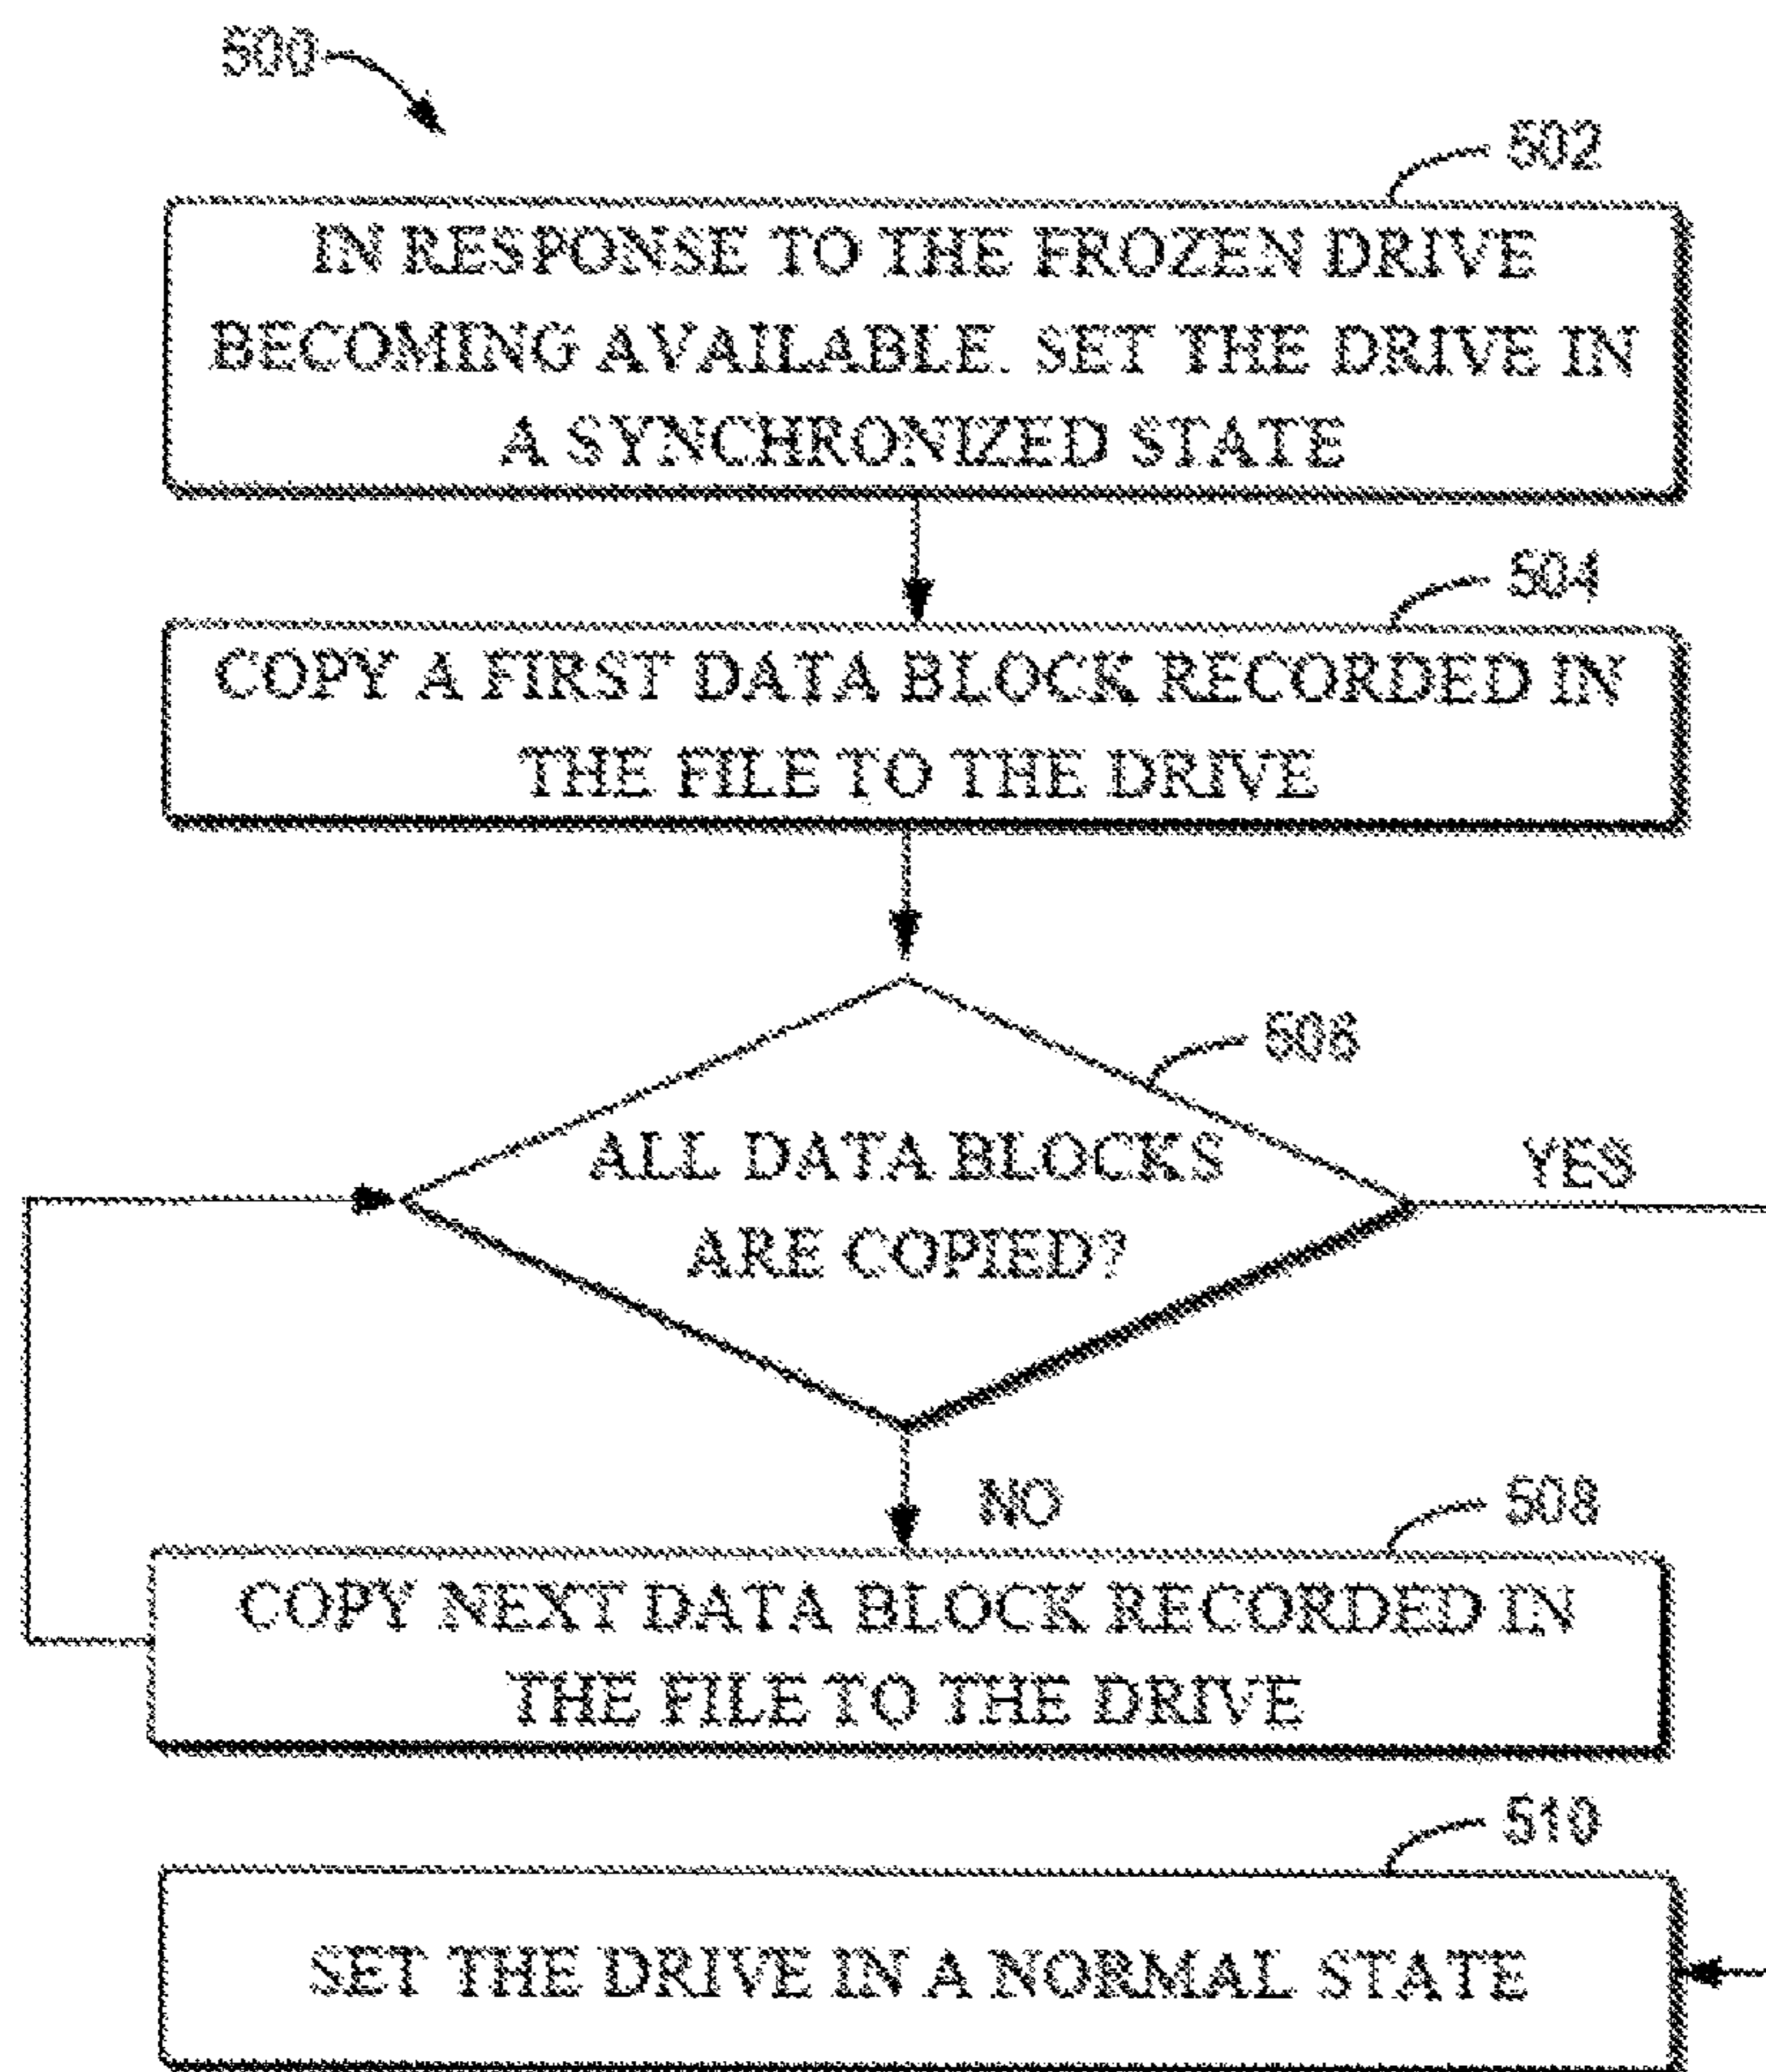 500
502
IN RESPONSE TO THE FROZEN DRIVE
BECOMING AVAILABLE. SET THE DRIVE IN
A SYNCHRONIZED STATE
504
COPY A FIRST DATA BLOCK RECORDED IN
THE FILE TO THE DRIVE
506
ALL DATA BLOCKS
ARE COPIED?
YES
NO
508
COPY NEXT DATA BLOCK RECORDED IN
THE FILE TO THE DRIVE
510
SET THE DRIVE IN A NORMAL STATE